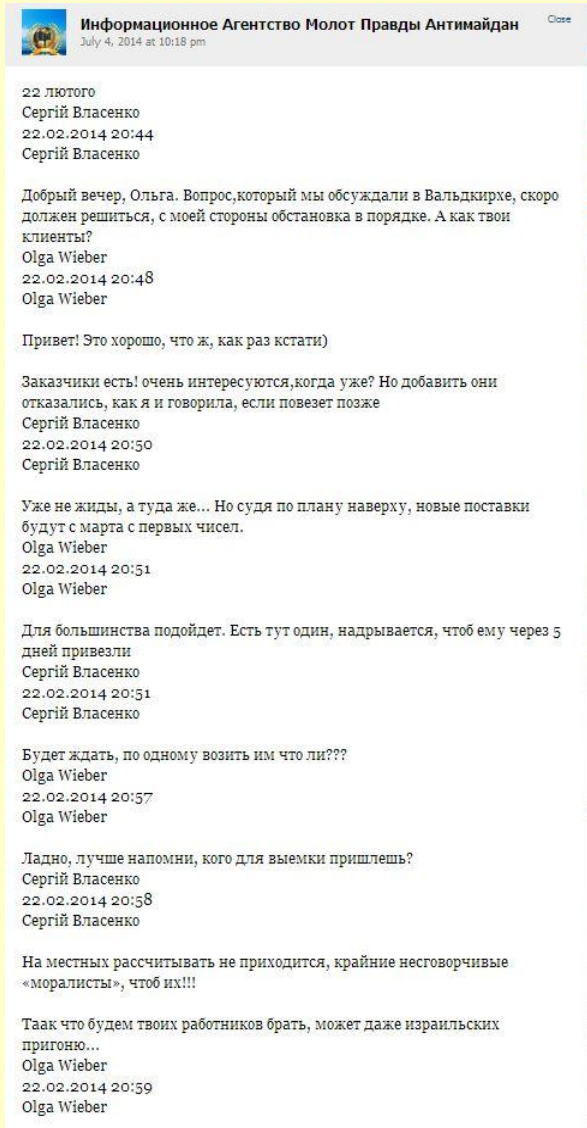 Информационное Агентство Молот Правды Антимайдан
Close
July 4, 2014 at 10:18 pm
22 лютого
Сергій Власенко
22.02.2014 20:44
Сергій Власенко
Добрый вечер, Ольга. Вопрос,который мы обсуждали в Вальдкирхе, скоро
должен решиться, с моей стороны обстановка в порядке. А как твои
клиенты?
Olga Wieber
22.02.2014 20:48
Olga Wieber
Привет! Это хорошо, что ж, как раз кстати)
Заказчики есть! очень интересуются,когда уже? Но добавить они
отказались, как я и говорила, если повезет позже
Сергій Власенко
22.02.2014 20:50
Сергій Власенко
Уже не жиды, а туда же... Но судя по плану наверху, новые поставки
будут с марта с первых чисел.
Olga Wieber
22.02.2014 20:51
Olga Wieber
Для большинства подойдет. Есть тут один, надрывается, чтоб ему через 5
дней привезли
Сергій Власенко
22.02.2014 20:51
Сергій Власенко
Будет ждать, по одному возить им что ли???
Olga Wieber
22.02.2014 20:57
Olga Wieber
Ладно, лучше напомни, кого для выемки пришлешь?
Сергій Власенко
22.02.2014 20:58
Сергій Власенко
На местных рассчитывать не приходится, крайние несговорчивые
«моралисты», чтоб их!!!
Таак что будем твоих работников брать, может даже израильских
пригоню...
Olga Wieber
22.02.2014 20:59
Olga Wieber